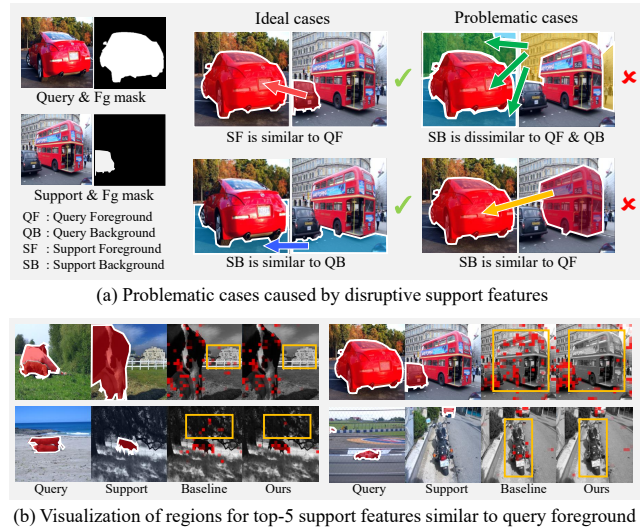 Ideal cases
Problematic cases
Query & Fg mask
SF is similar to QF
SB is dissimilar to QF & QB
Support & Fg mask
QF : Query Foreground
QB : Query Background
SF : Support Foreground
SB : Support Background
SB is similar to QB
SB is similar to QF
(a) Problematic cases caused by disruptive support features
Query Support Baseline Ours
Query Support Baseline Ours
(b) Visualization of regions for top-5 support features similar to query foreground